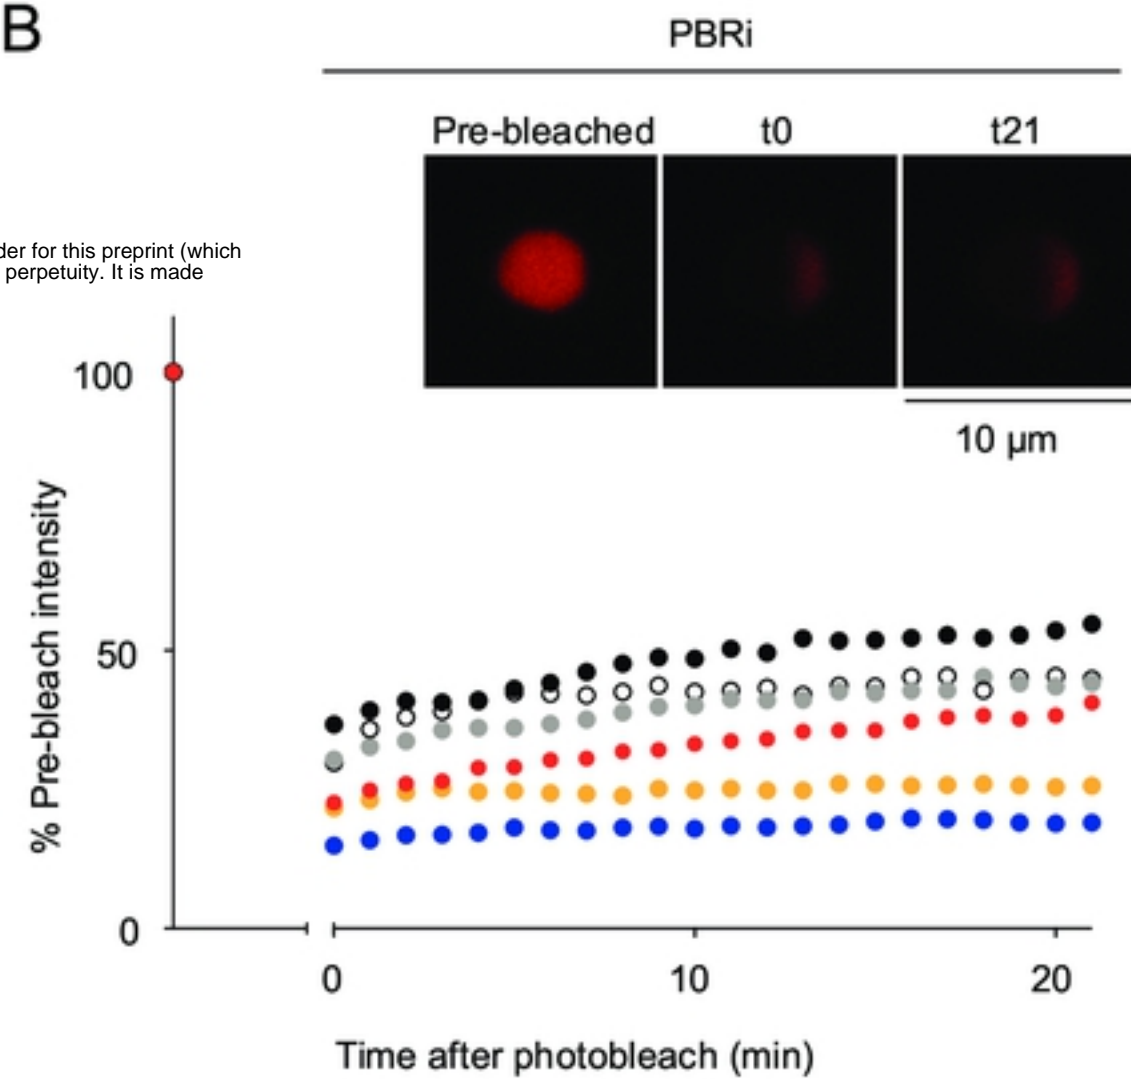 B
PBRi
Pre-bleached t0 t21
der for this preprint (which
perpetuity. It is made
10 µm
100
50
0
% Pre-bleach intensity
0 10 20
Time after photobleach (min)